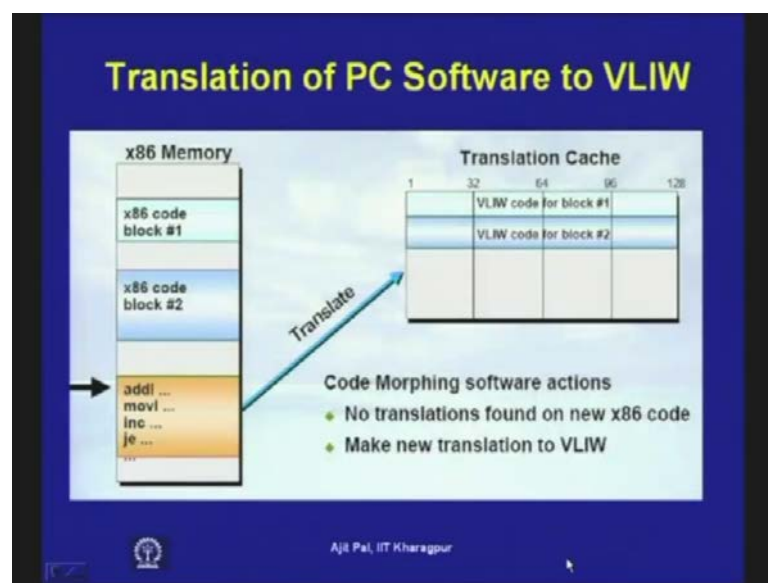 Translation of PC Software to VLIW
x86 Memory
x86 code
block #1
x86 code
block #2
addl ...
movl ...
inc ...
je ...
...
Translate
Translation Cache
1 32 64 96 128
VLIW code for block #1
VLIW code for block #2
Code Morphing software actions
No translations found on new x86 code
Make new translation to VLIW
Ajit Pal, IIT Kharagpur